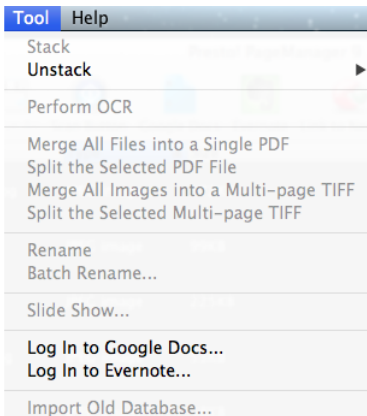 Tool Help
Stack
Unstack
Perform OCR
Merge All Files into a Single PDF
Split the Selected PDF File
Merge All Images into a Multi-page TIFF
Split the Selected Multi-page TIFF
Rename
Batch Rename...
Slide Show...
Log In to Google Docs...
Log In to Evernote...
Import Old Database...